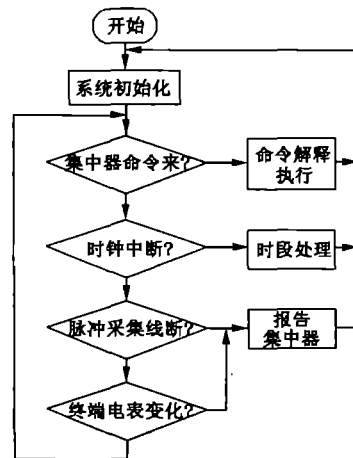 开始
系统初始化
集中器命令来?
命令解释
执行
时钟中断?
时段处理
脉冲采集线断?
报告
集中器
终端电表变化?